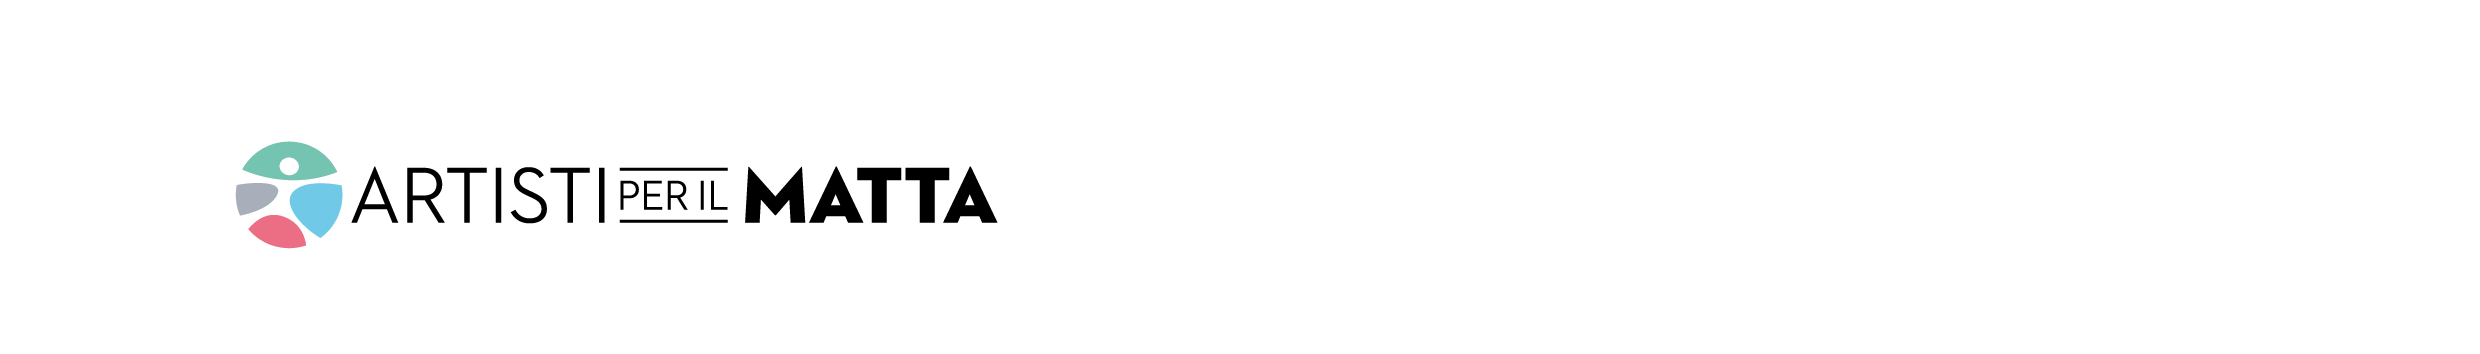 ARTISTI PER IL MATTA